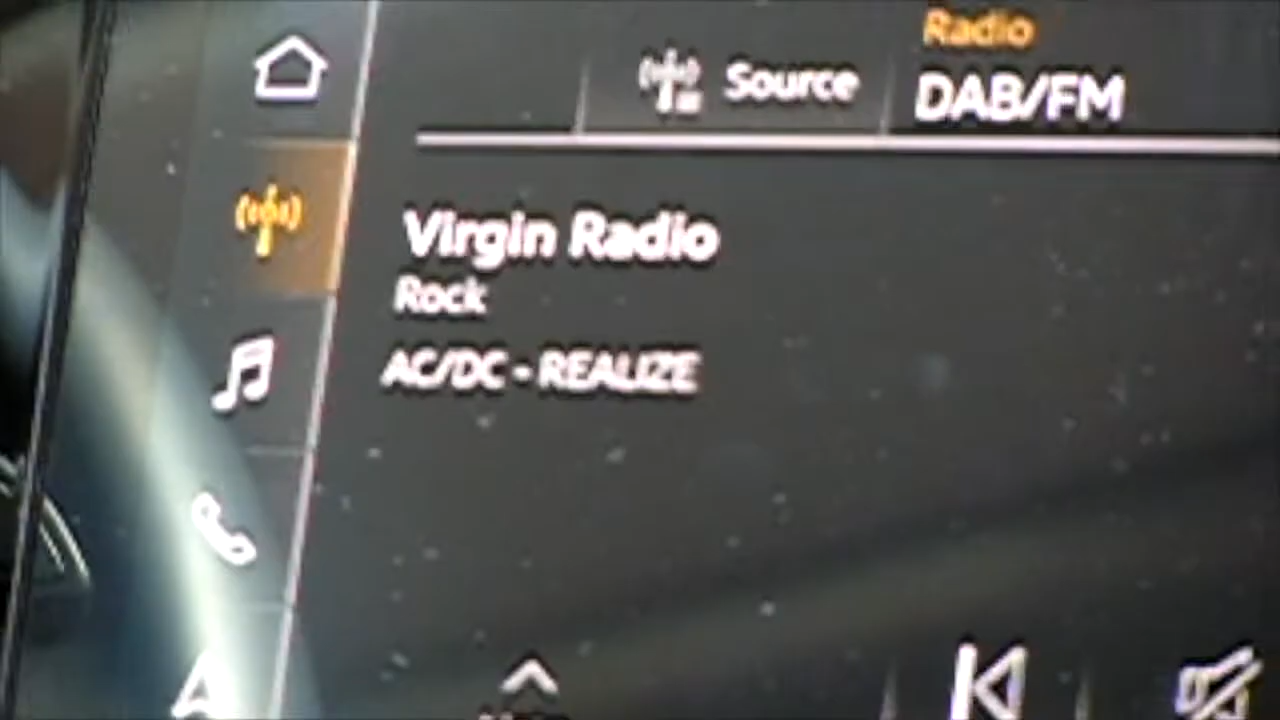 Radio
Source
DAB/FM
Virgin Radio
Rock
AC/DC - REALIZE